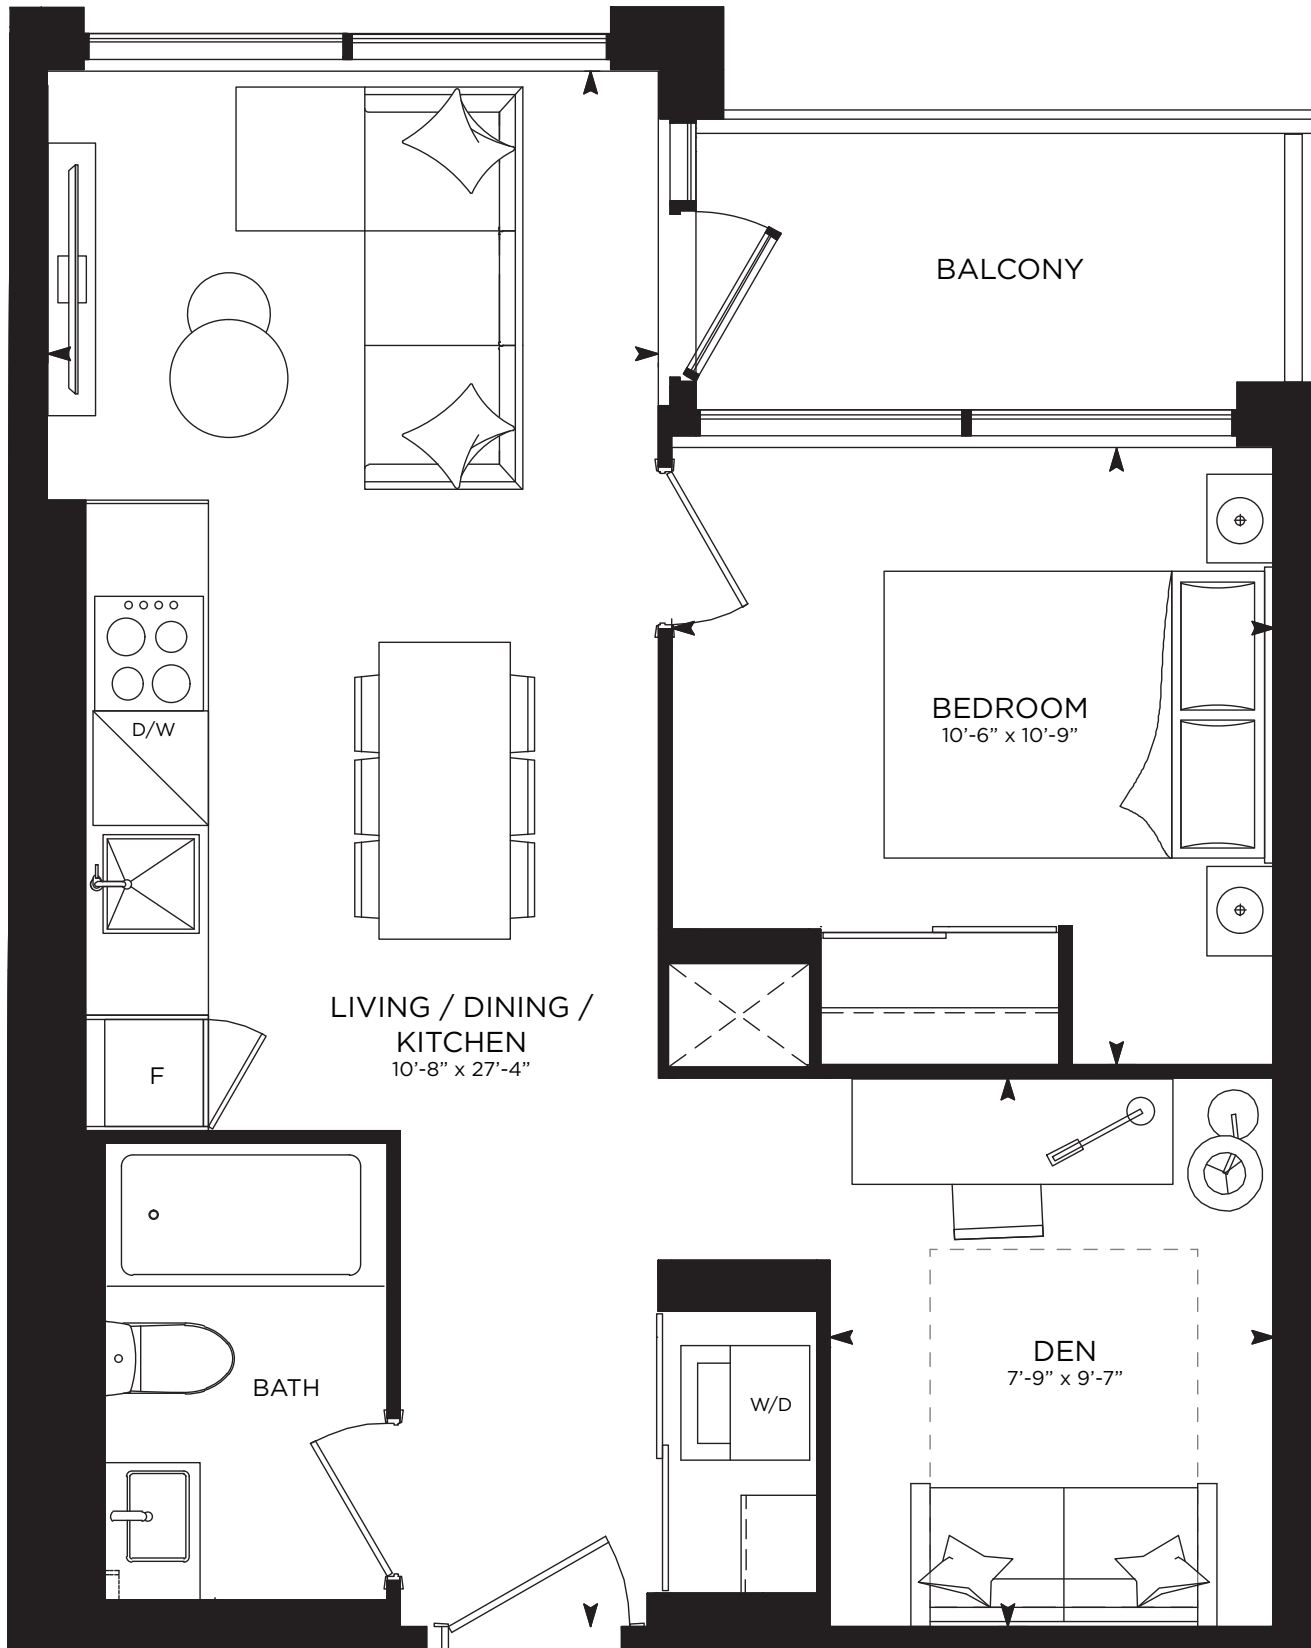 BALCONY
BEDROOM
10’-6” x 10’-9”
D/W
LIVING / DINING /
KITCHEN
10’-8” x 27’-4”
F
DEN
7’-9” x 9’-7”
BATH
W/D